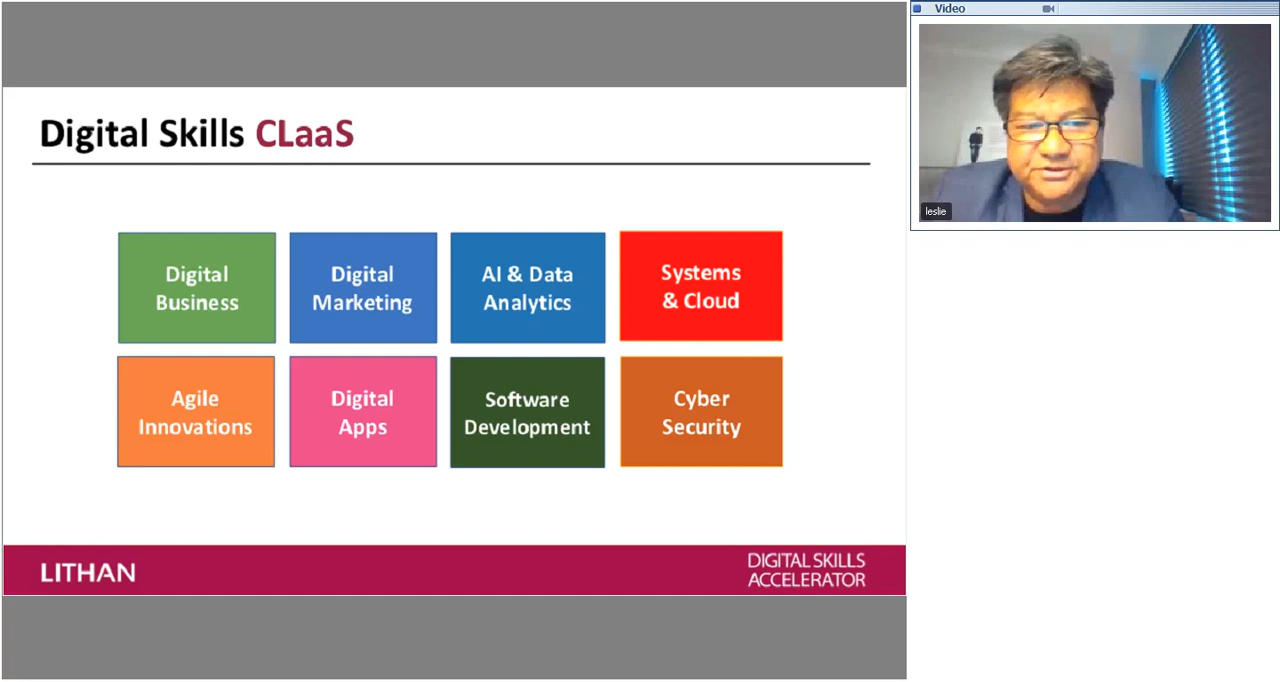 Digital Skills CLaaS
Digital
Business
Digital
Marketing
AI & Data
Analytics
Systems
& Cloud
Agile
Innovations
Digital
Apps
Software
Development
Cyber
Security
LITHAN
DIGITAL SKILLS
ACCELERATOR
Video
leslie